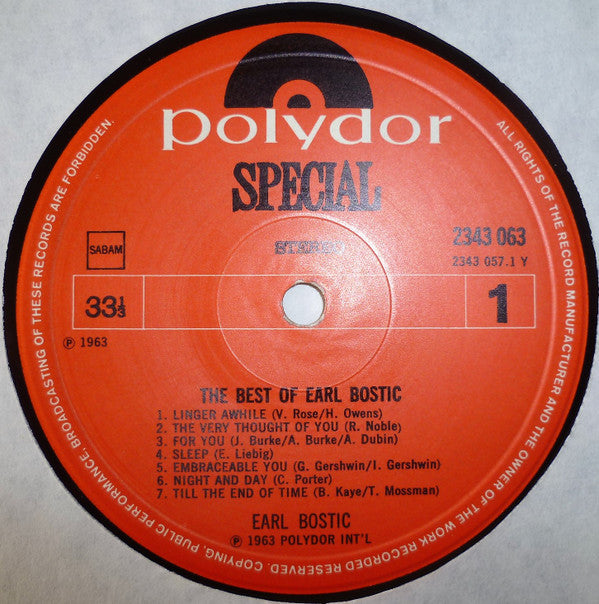 polydor
SPECIAL
STEREO
2343 063
2343 057.1 Y
SABAM
33⅓
1
℗ 1963
THE BEST OF EARL BOSTIC
1. LINGER AWHILE (V. Rose/H. Owens)
2. THE VERY THOUGHT OF YOU (R. Noble)
3. FOR YOU (J. Burke/A. Burke/A. Dubin)
4. SLEEP (E. Liebig)
5. EMBRACEABLE YOU (G. Gershwin/I. Gershwin)
6. NIGHT AND DAY (C. Porter)
7. TILL THE END OF TIME (B. Kaye/T. Mossman)
EARL BOSTIC
℗ 1963 POLYDOR INT'L
ALL RIGHTS OF THE RECORD MANUFACTURER AND THE OWNER OF THE WORK RECORDED RESERVED. COPYING, PUBLIC PERFORMANCE, BROADCASTING OF THESE RECORDS ARE FORBIDDEN.